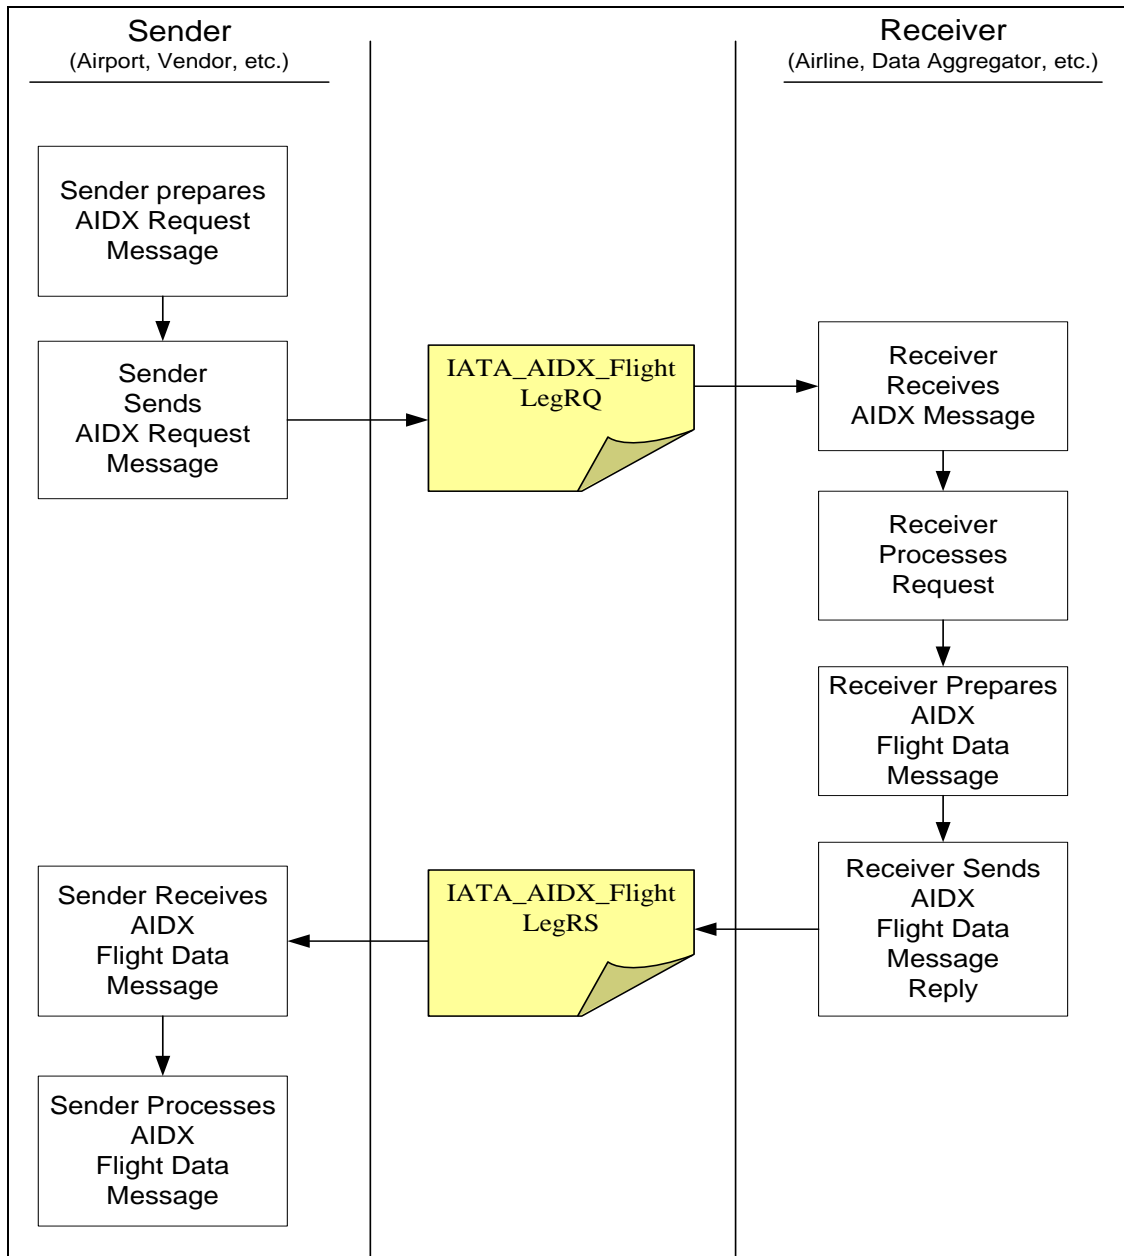 Sender
(Airport, Vendor, etc.)
Receiver
(Airline, Data Aggregator, etc.)
Sender prepares
AIDX Request
Message
Sender
Sends
AIDX Request
Message
IATA_AIDX_Flight
LegRQ
Receiver
Receives
AIDX Message
Receiver
Processes
Request
Receiver Prepares
AIDX
Flight Data
Message
Receiver Sends
AIDX
Flight Data
Message
Reply
IATA_AIDX_Flight
LegRS
Sender Receives
AIDX
Flight Data
Message
Sender Processes
AIDX
Flight Data
Message